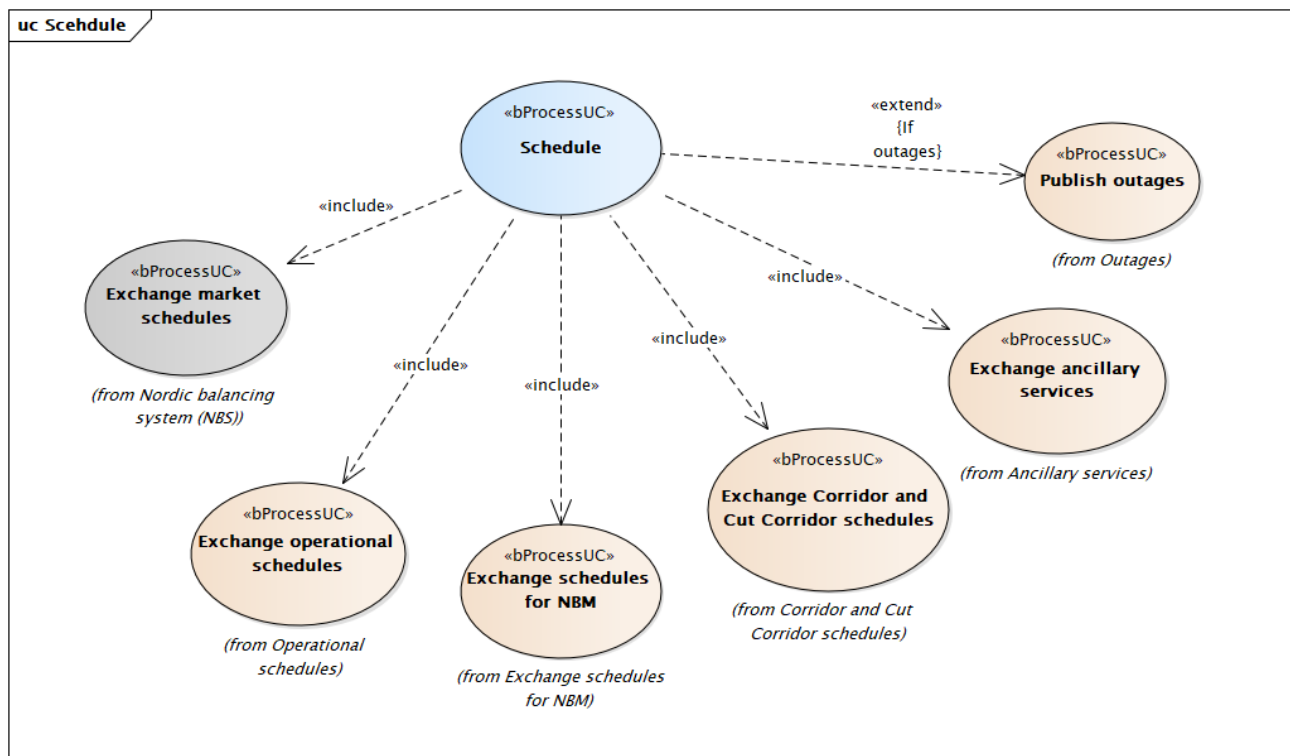 uc Scehdule
«bProcessUC»
Schedule
«extend»
{If
outages}
«bProcessUC»
Publish outages
(from Outages)
«include»
«bProcessUC»
Exchange market
schedules
(from Nordic balancing
system (NBS))
«include»
«bProcessUC»
Exchange ancillary
services
(from Ancillary services)
«include»
«bProcessUC»
Exchange operational
schedules
(from Operational
schedules)
«include»
«bProcessUC»
Exchange schedules
for NBM
(from Exchange schedules
for NBM)
«include»
«bProcessUC»
Exchange Corridor and
Cut Corridor schedules
(from Corridor and Cut
Corridor schedules)